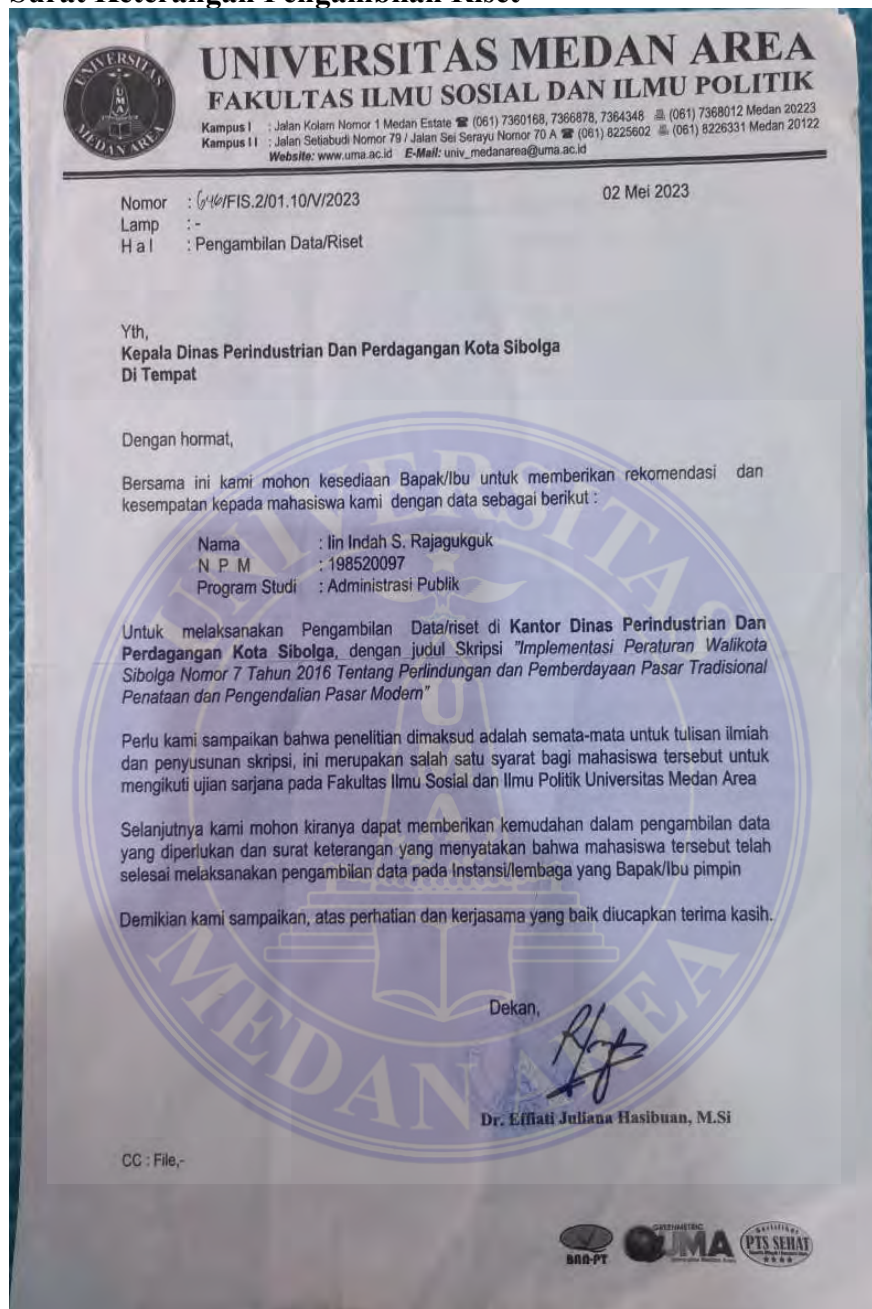 Surat Keterangan Pengambilan Riset
UNIVERSITAS MEDAN AREA
FAKULTAS ILMU SOSIAL DAN ILMU POLITIK
Kampus I : Jalan Kolam Nomor 1 Medan Estate ☎ (061) 7360168, 7366878, 7364348 (061) 7368012 Medan 20223
Kampus II : Jalan Setiabudi Nomor 79 / Jalan Sei Serayu Nomor 70 A ☎ (061) 8225602 (061) 8226331 Medan 20122
Website: www.uma.ac.id E-Mail: univ_medanarea@uma.ac.id
UNIVERSITAS MEDAN AREA
UMA
Nomor : /FIS.2/01.10/V/2023
02 Mei 2023
Lamp : -
H a l : Pengambilan Data/Riset
Yth,
Kepala Dinas Perindustrian Dan Perdagangan Kota Sibolga
Di Tempat
Dengan hormat,
Bersama ini kami mohon kesediaan Bapak/Ibu untuk memberikan rekomendasi dan
kesempatan kepada mahasiswa kami dengan data sebagai berikut :
Nama : Iin Indah S. Rajagukguk
N P M : 198520097
Program Studi : Administrasi Publik
Untuk melaksanakan Pengambilan Data/riset di Kantor Dinas Perindustrian Dan
Perdagangan Kota Sibolga, dengan judul Skripsi "Implementasi Peraturan Walikota
Sibolga Nomor 7 Tahun 2016 Tentang Perlindungan dan Pemberdayaan Pasar Tradisional
Penataan dan Pengendalian Pasar Modern"
Perlu kami sampaikan bahwa penelitian dimaksud adalah semata-mata untuk tulisan ilmiah
dan penyusunan skripsi, ini merupakan salah satu syarat bagi mahasiswa tersebut untuk
mengikuti ujian sarjana pada Fakultas Ilmu Sosial dan Ilmu Politik Universitas Medan Area
Selanjutnya kami mohon kiranya dapat memberikan kemudahan dalam pengambilan data
yang diperlukan dan surat keterangan yang menyatakan bahwa mahasiswa tersebut telah
selesai melaksanakan pengambilan data pada Instansi/lembaga yang Bapak/Ibu pimpin
Demikian kami sampaikan, atas perhatian dan kerjasama yang baik diucapkan terima kasih.
Dekan,
Dr. Effiati Juliana Hasibuan, M.Si
CC : File,-
UNIVERSITAS MEDAN AREA
BAN-PT
GREENMETRIC
UMA
Sertifikat
PTS SEHAT